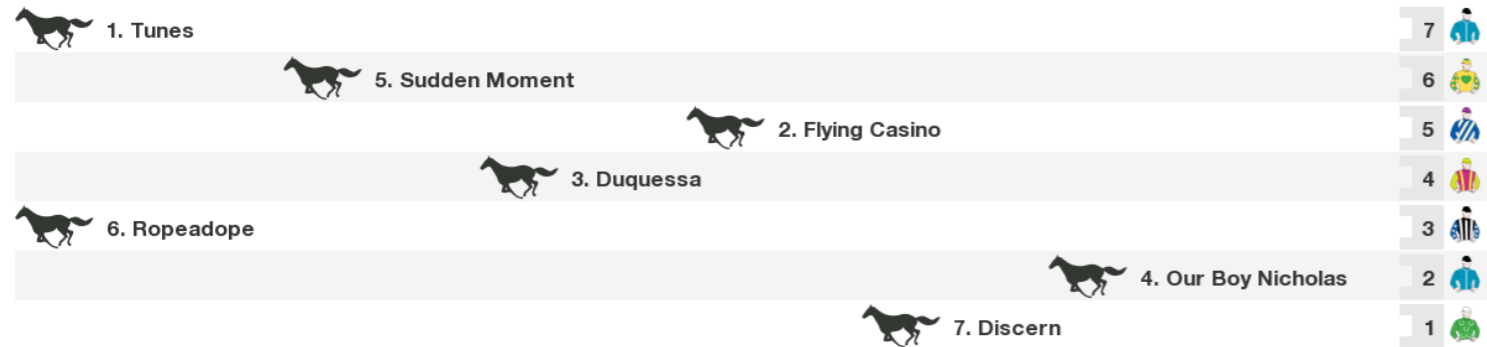 1. Tunes 7
5. Sudden Moment 6
2. Flying Casino 5
3. Duquessa 4
6. Ropeadope 3
4. Our Boy Nicholas 2
7. Discern 1